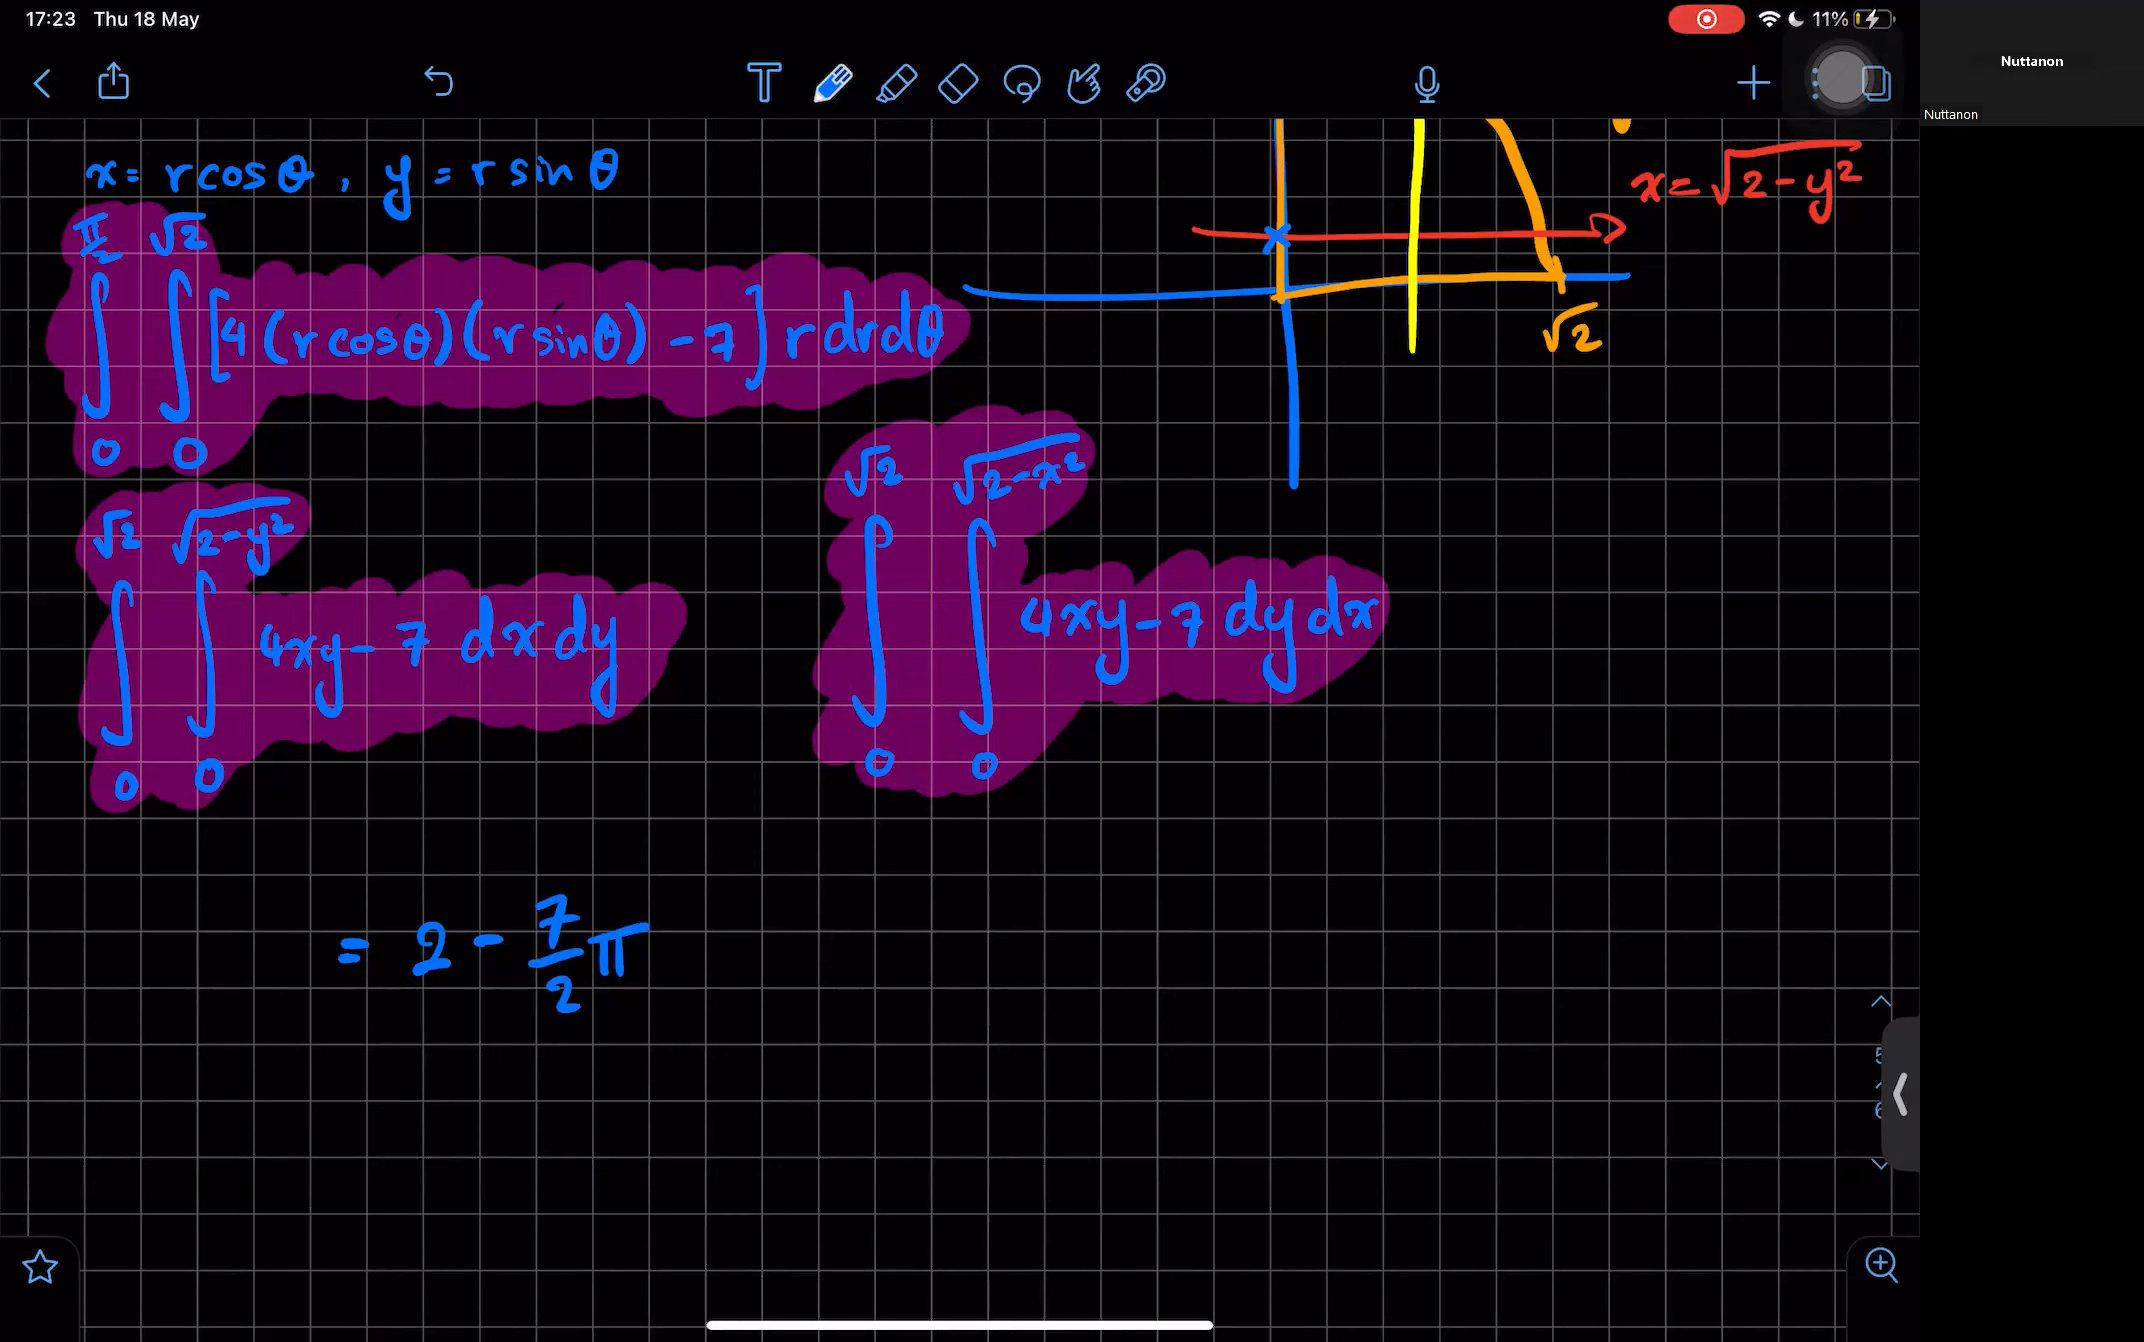 17:23 Thu 18 May
11%
Nuttanon
Nuttanon
x = r cos θ , y = r sin θ
x = √(2 - y²)
∫₀^(π/2) ∫₀^(√2) [4 (r cos θ)(r sin θ) - 7] r dr dθ
√2
∫₀^(√2) ∫₀^(√(2-y²)) 4xy - 7 dx dy
∫₀^(√2) ∫₀^(√(2-x²)) 4xy - 7 dy dx
= 2 - 7/2 π